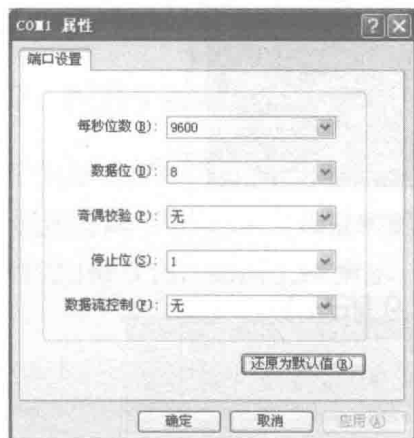 COM1 属性
端口设置
每秒位数(B): 9600
数据位(D): 8
奇偶校验(P): 无
停止位(S): 1
数据流控制(F): 无
还原为默认值(R)
确定 取消 应用(A)